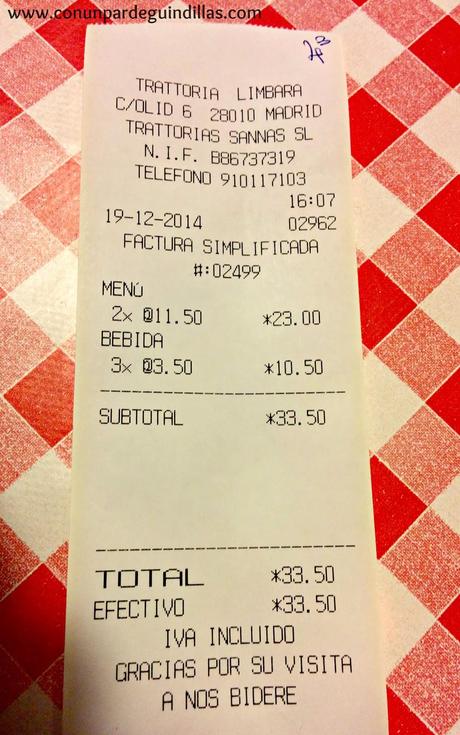 www.conunpardeguindillas.com
TRATTORIA LIMBARA
C/OLID 6 28010 MADRID
TRATTORIAS SANNAS SL
N.I.F. B86737319
TELEFONO 910117103
16:07
19-12-2014 02962
FACTURA SIMPLIFICADA
#:02499
MENÚ
2x @11.50 *23.00
BEBIDA
3x @3.50 *10.50
SUBTOTAL *33.50
TOTAL *33.50
EFECTIVO *33.50
IVA INCLUIDO
GRACIAS POR SU VISITA
A NOS BIDERE